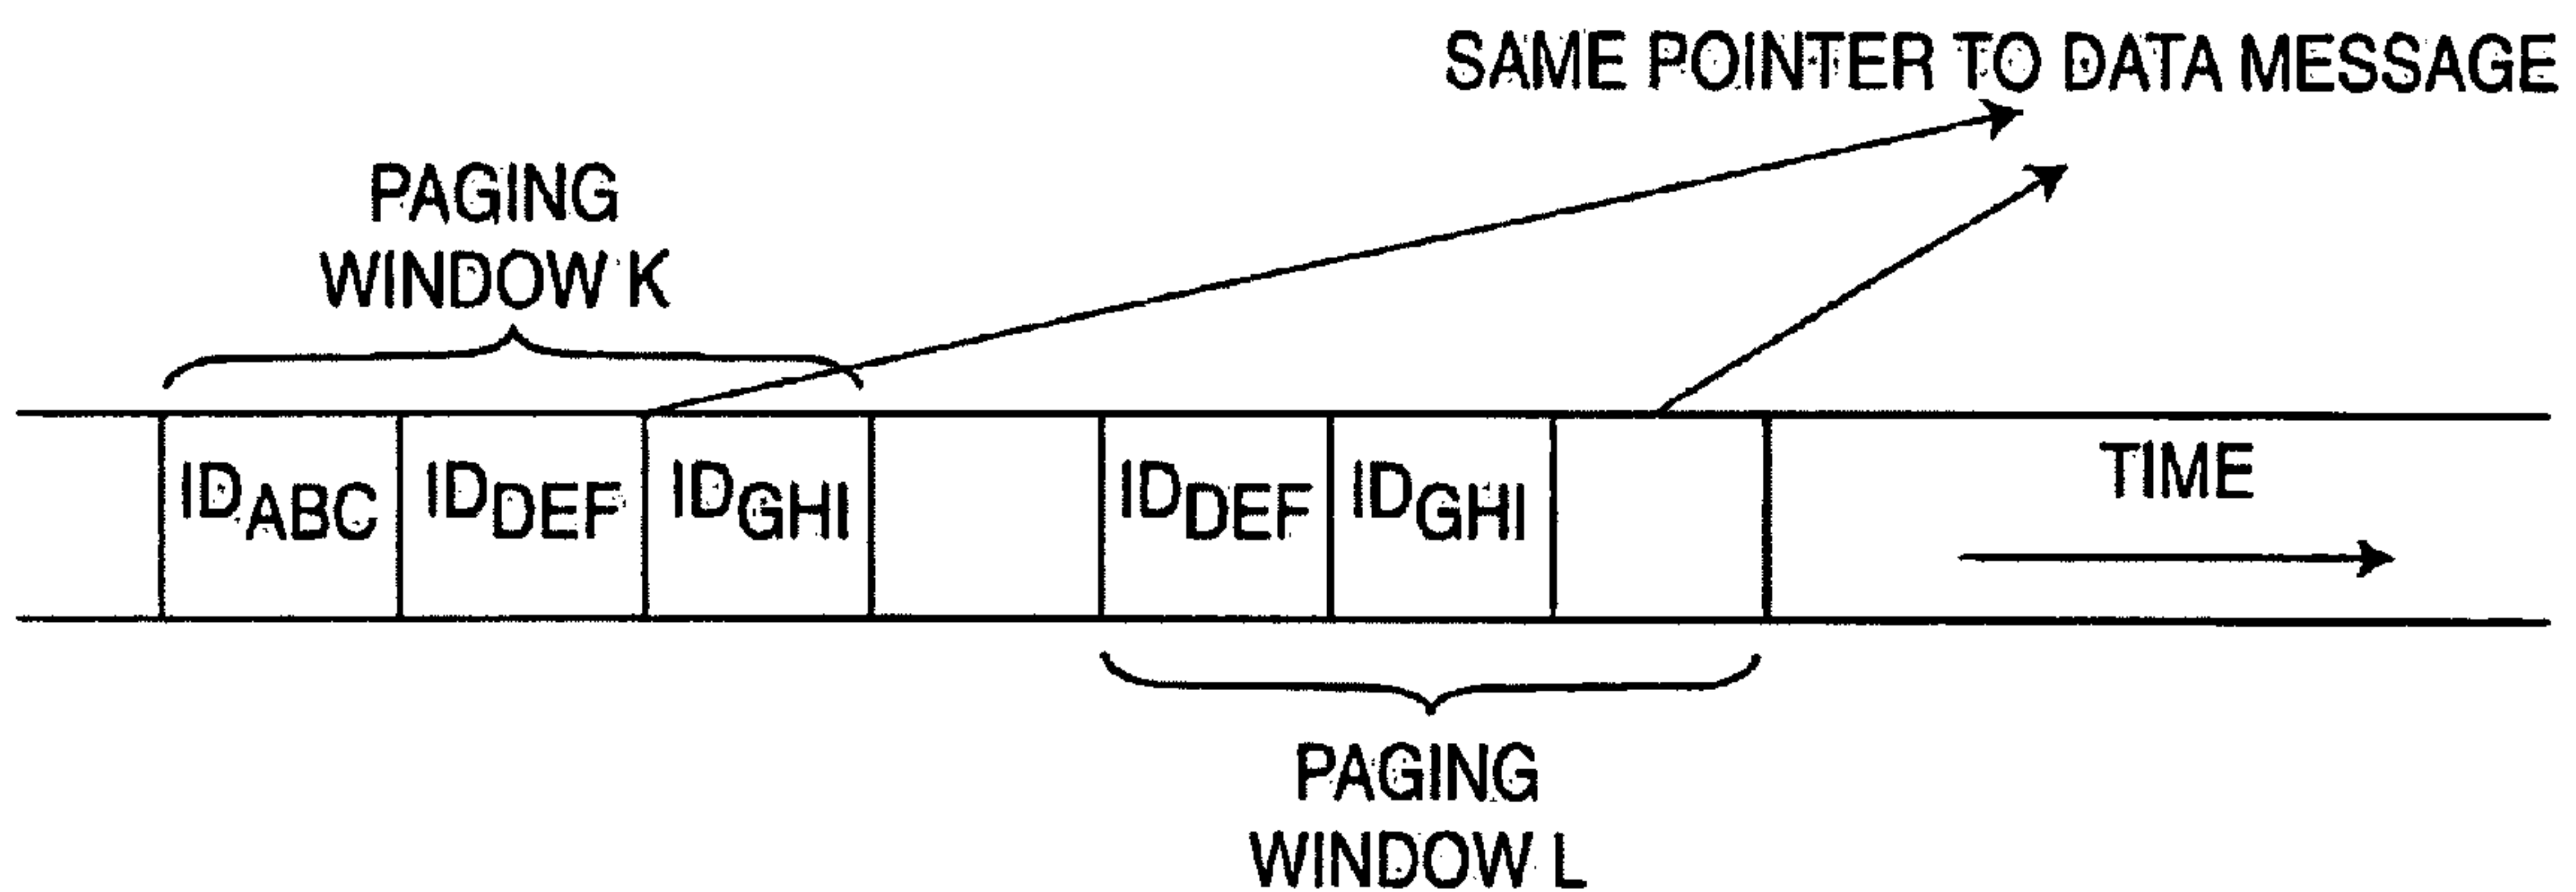 SAME POINTER TO DATA MESSAGE
PAGING
WINDOW K
IDABC IDDEF IDGHI IDDEF IDGHI TIME
PAGING
WINDOW L